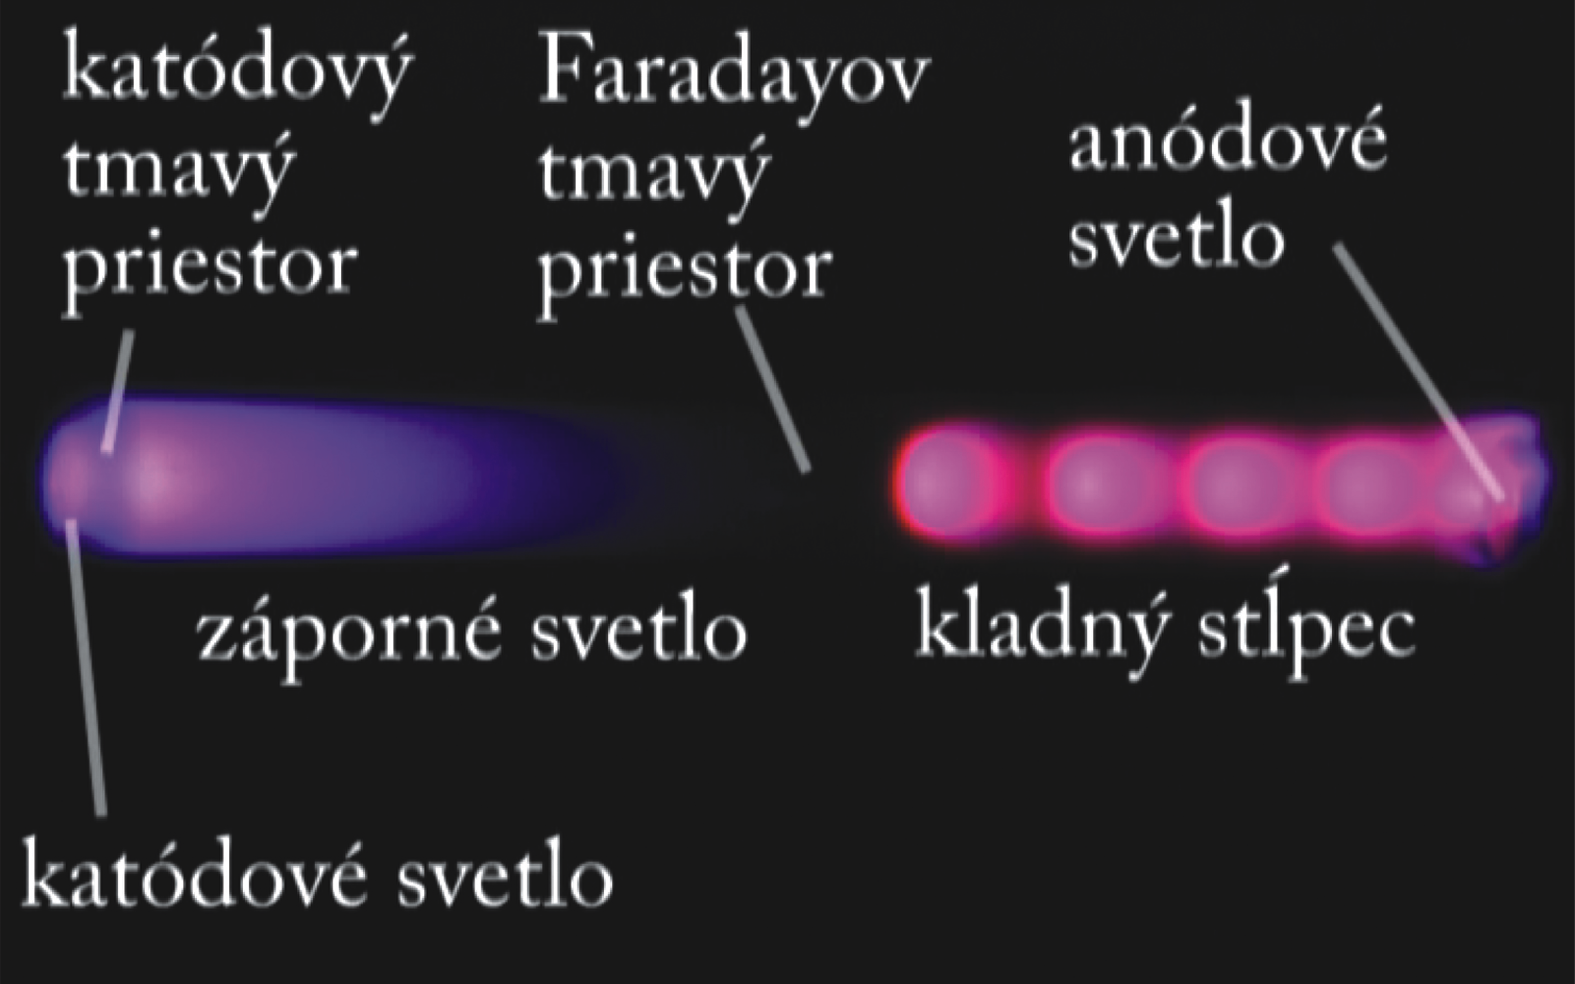 katódový
tmavý
priestor
Faradayov
tmavý
priestor
anódové
svetlo
záporné svetlo
kladný stĺpec
katódové svetlo